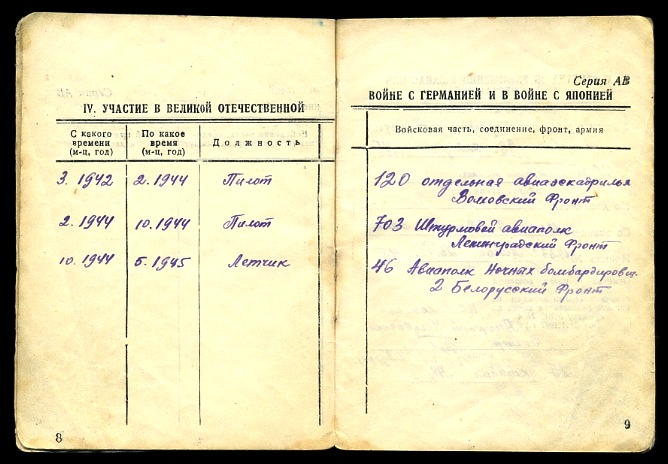 Серия АВ
IV. УЧАСТИЕ В ВЕЛИКОЙ ОТЕЧЕСТВЕННОЙ
ВОЙНЕ С ГЕРМАНИЕЙ И В ВОЙНЕ С ЯПОНИЕЙ
С какого
времени
(м-ц, год)
По какое
время
(м-ц, год)
Должность
Войсковая часть, соединение, фронт, армия
3. 1942 2. 1944 Пилот 120 отдельная авиаэскадрилья
Волховский Фронт
2. 1944 10. 1944 Пилот 703 Штурмовой авиаполк
Ленинградский Фронт
10. 1944 5. 1945 Летчик 46 Авиаполк Ночных бомбардировщ.
2 Белорусский Фронт
8
9